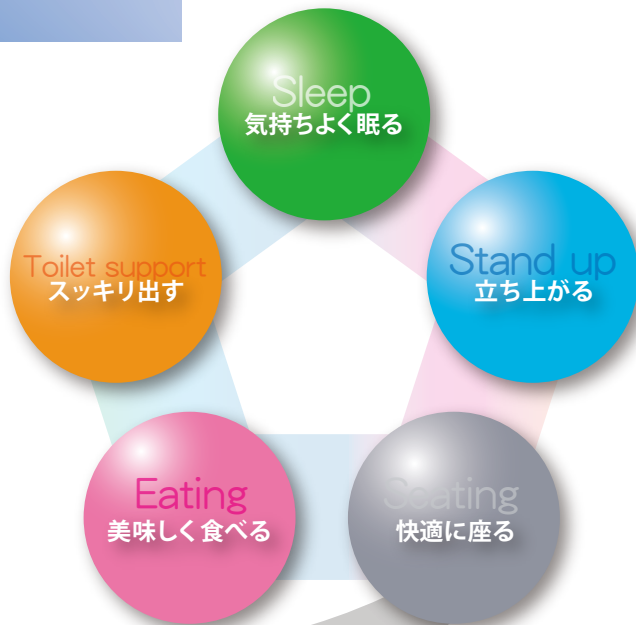 Sleep
気持ちよく眠る
Stand up
立ち上がる
Seating
快適に座る
Eating
美味しく食べる
Toilet support
スッキリ出す